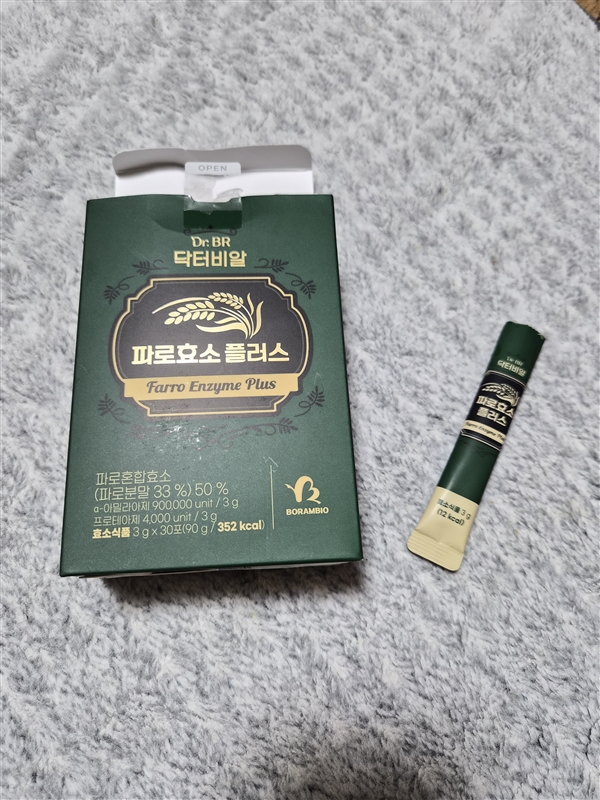 OPEN
Dr. BR
닥터비알
파로효소 플러스
Farro Enzyme Plus
파로혼합효소
(파로분말 33 %) 50 %
α-아밀라아제 900,000 unit / 3 g
프로테아제 4,000 unit / 3 g
효소식품 3 g x 30포(90 g / 352 kcal)
BORAMBIO
Dr. BR
닥터비알
파로효소
플러스
Farro Enzyme Plus
효소식품 3 g
(12 kcal)